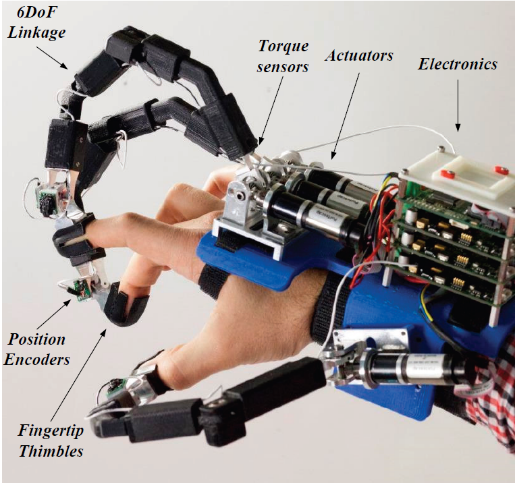 6DoF
Linkage
Torque
sensors
Actuators
Electronics
Position
Encoders
Fingertip
Thimbles